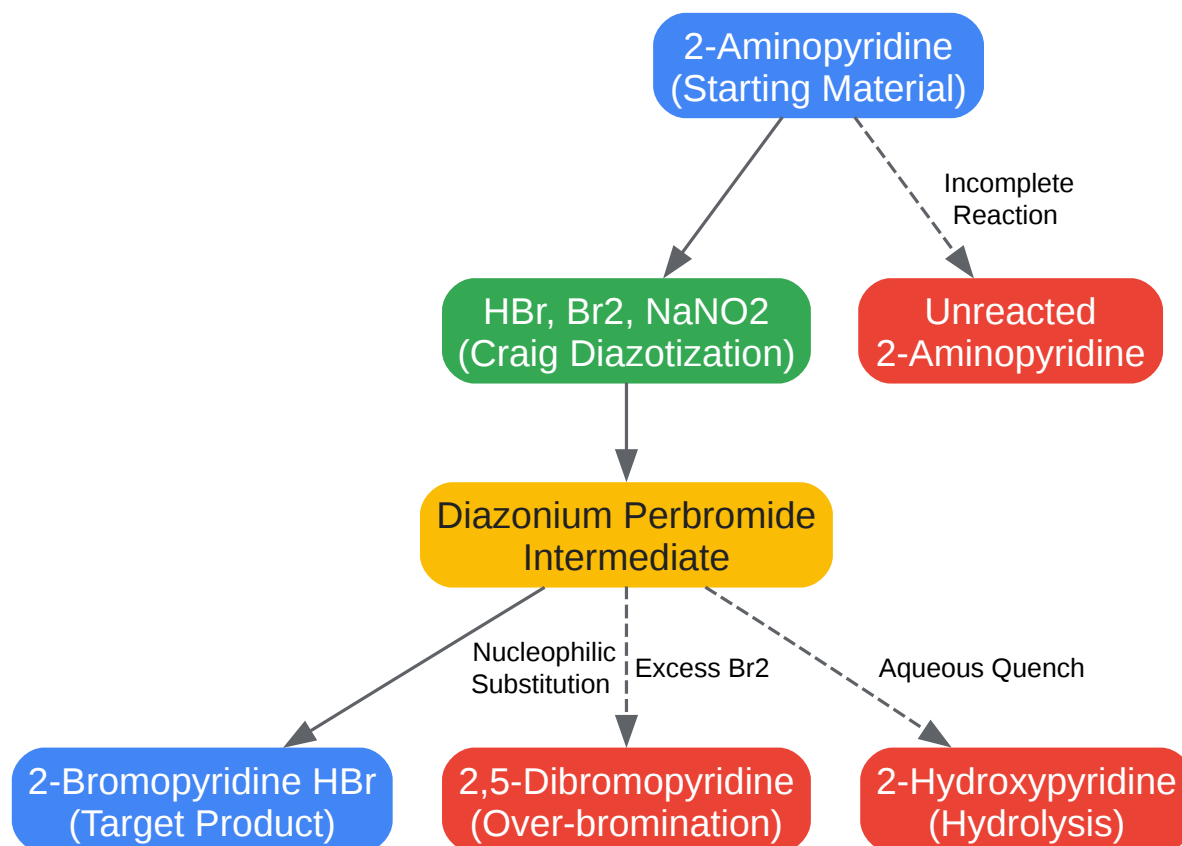 2-Aminopyridine
(Starting Material)
Incomplete
Reaction
HBr, Br2, NaNO2
(Craig Diazotization)
Unreacted
2-Aminopyridine
Diazonium Perbromide
Intermediate
Nucleophilic
Substitution
Excess Br2
Aqueous Quench
2-Bromopyridine HBr
(Target Product)
2,5-Dibromopyridine
(Over-bromination)
2-Hydroxypyridine
(Hydrolysis)